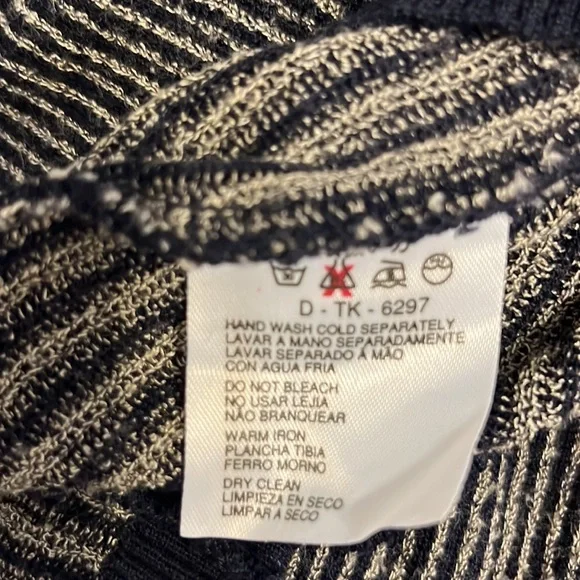 D - TK - 6297
HAND WASH COLD SEPARATELY
LAVAR A MANO SEPARADAMENTE
LAVAR SEPARADO A MÃO
CON AGUA FRIA
DO NOT BLEACH
NO USAR LEJIA
NÃO BRANQUEAR
WARM IRON
PLANCHA TIBIA
FERRO MORNO
DRY CLEAN
LIMPIEZA EN SECO
LIMPAR A SECO